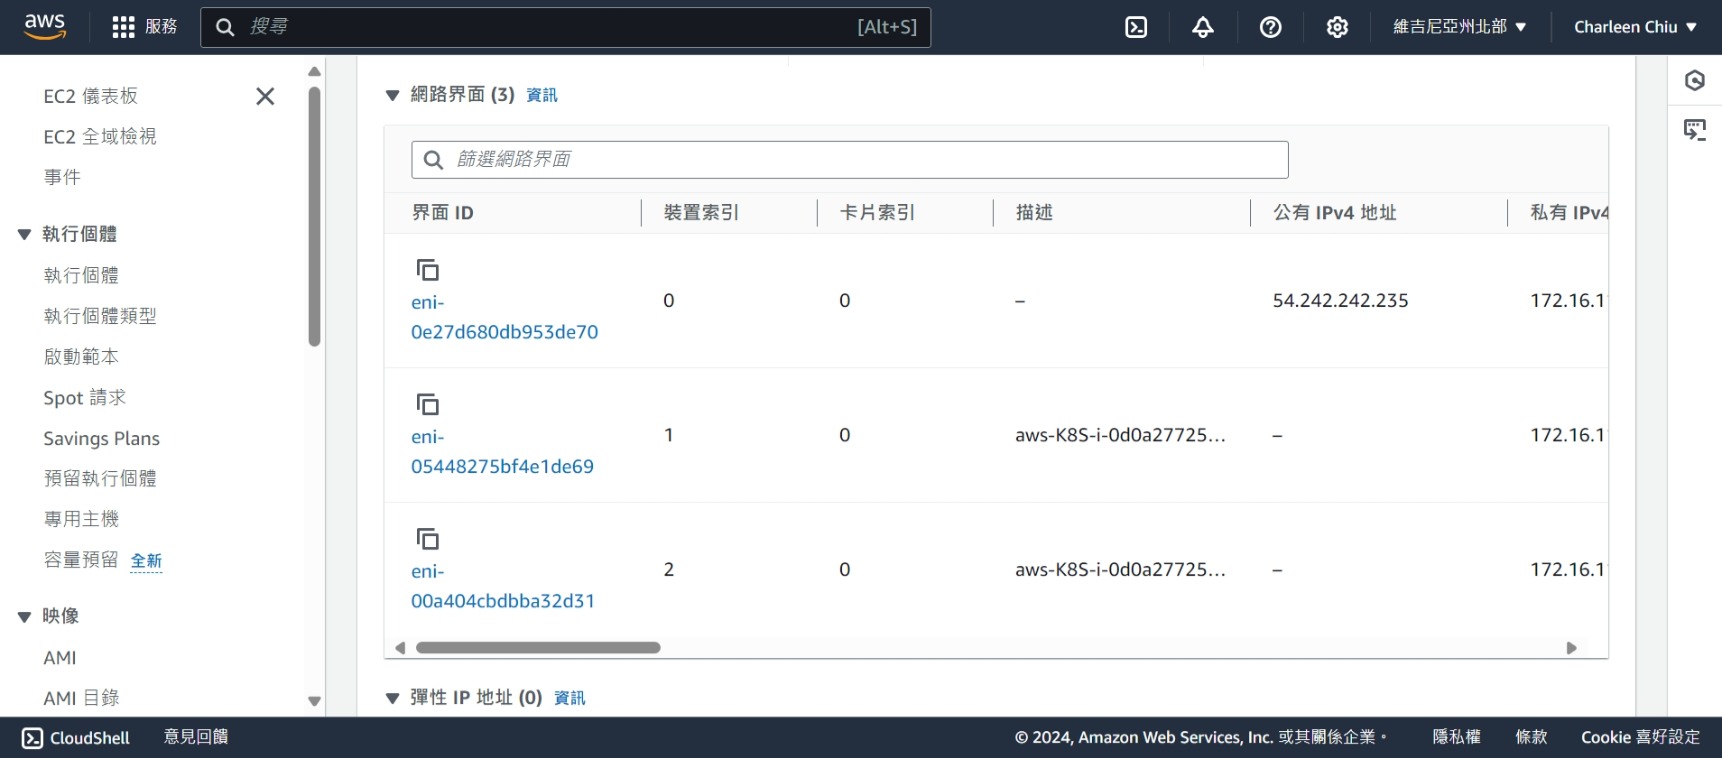 aws
服務
搜尋
[Alt+S]
維吉尼亞州北部
Charleen Chiu
EC2 儀表板
EC2 全域檢視
事件
執行個體
執行個體
執行個體類型
啟動範本
Spot 請求
Savings Plans
預留執行個體
專用主機
容量預留 全新
映像
AMI
AMI 目錄
網路界面 (3) 資訊
篩選網路界面
界面 ID 裝置索引 卡片索引 描述 公有 IPv4 地址 私有 IPv4
eni-
0e27d680db953de70
0 0 – 54.242.242.235 172.16.1
eni-
05448275bf4e1de69
1 0 aws-K8S-i-0d0a27725... – 172.16.1
eni-
00a404cbdbba32d31
2 0 aws-K8S-i-0d0a27725... – 172.16.1
彈性 IP 地址 (0) 資訊
CloudShell
意見回饋
© 2024, Amazon Web Services, Inc. 或其關係企業。
隱私權
條款
Cookie 喜好設定